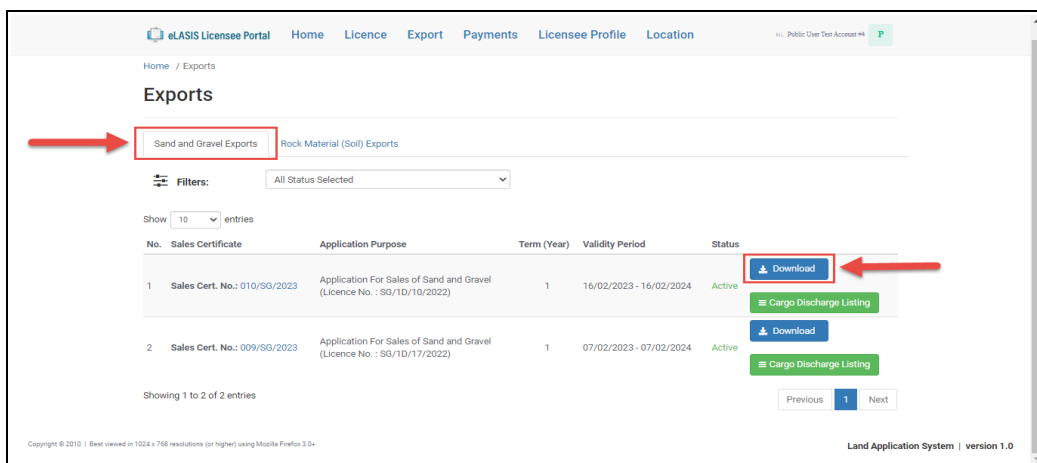 eLASIS Licensee Portal Home Licence Export Payments Licensee Profile Location Hi, Public User Test Account #4 P
Home / Exports
Exports
Sand and Gravel Exports Rock Material (Soil) Exports
Filters: All Status Selected
Show 10 entries
No. Sales Certificate Application Purpose Term (Year) Validity Period Status
Download
1 Sales Cert. No.: 010/SG/2023 Application For Sales of Sand and Gravel 1 16/02/2023 - 16/02/2024 Active
(Licence No. : SG/1D/10/2022)
Cargo Discharge Listing
Download
2 Sales Cert. No.: 009/SG/2023 Application For Sales of Sand and Gravel 1 07/02/2023 - 07/02/2024 Active
(Licence No. : SG/1D/17/2022)
Cargo Discharge Listing
Showing 1 to 2 of 2 entries Previous 1 Next
Copyright © 2010 | Best viewed in 1024 x 768 resolutions (or higher) using Mozilla Firefox 3.0+ Land Application System | version 1.0